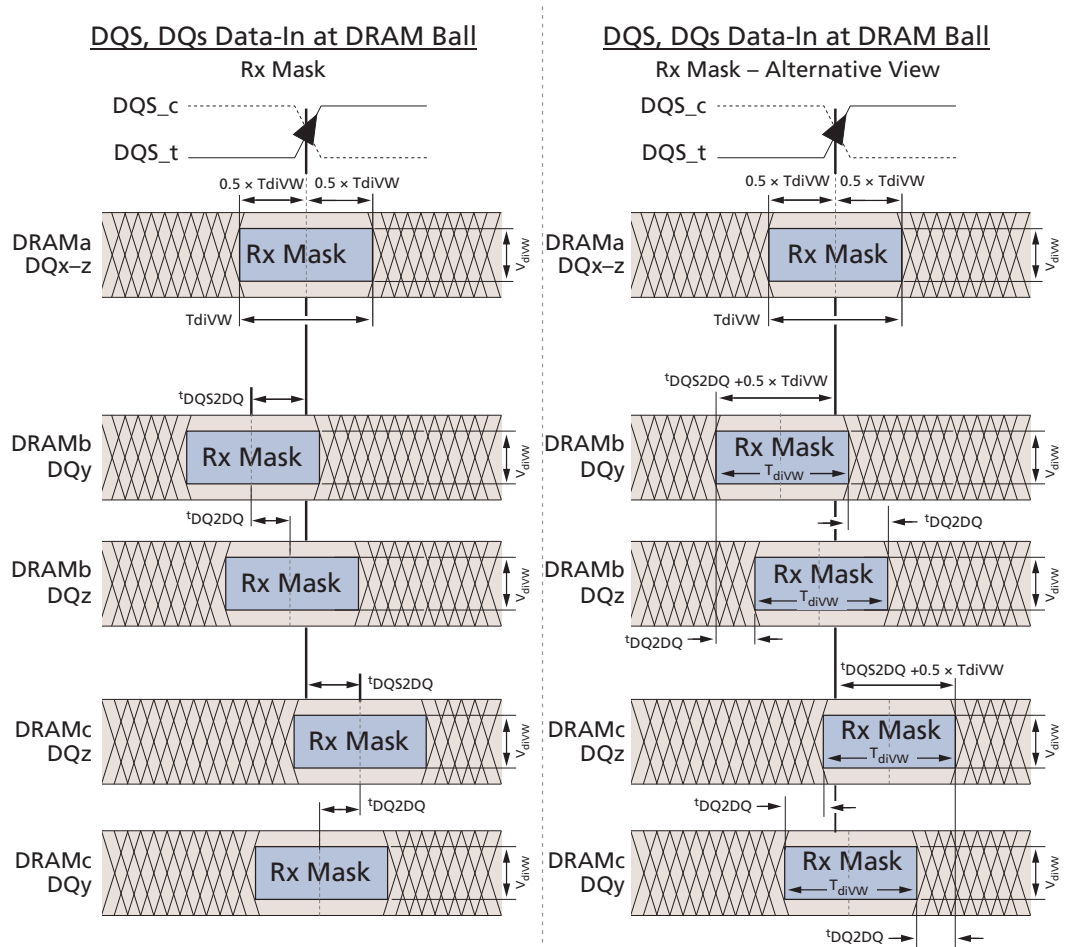 DQS, DQs Data-In at DRAM Ball
Rx Mask
DQS_c
DQS_t
0.5 × TdiVW
0.5 × TdiVW
DRAMa
DQx–z
Rx Mask
VdiVW
TdiVW
tDQS2DQ
DRAMb
DQy
Rx Mask
VdiVW
tDQ2DQ
DRAMb
DQz
Rx Mask
VdiVW
tDQS2DQ
DRAMc
DQz
Rx Mask
VdiVW
tDQ2DQ
DRAMc
DQy
Rx Mask
VdiVW
DQS, DQs Data-In at DRAM Ball
Rx Mask – Alternative View
DQS_c
DQS_t
0.5 × TdiVW
0.5 × TdiVW
DRAMa
DQx–z
Rx Mask
VdiVW
TdiVW
tDQS2DQ +0.5 × TdiVW
DRAMb
DQy
Rx Mask
TdiVW
VdiVW
tDQ2DQ
DRAMb
DQz
Rx Mask
TdiVW
VdiVW
tDQ2DQ
tDQS2DQ +0.5 × TdiVW
DRAMc
DQz
Rx Mask
TdiVW
VdiVW
tDQ2DQ
DRAMc
DQy
Rx Mask
TdiVW
VdiVW
tDQ2DQ